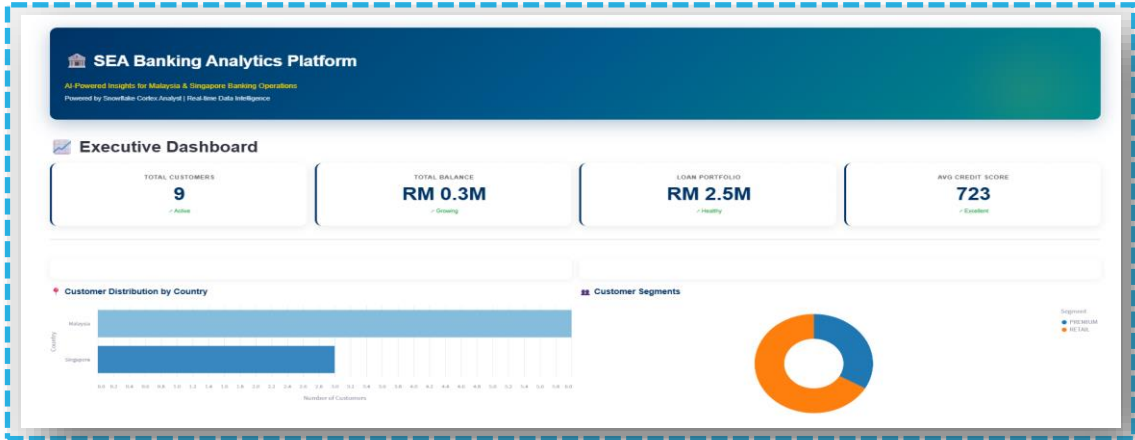 SEA Banking Analytics Platform
AI-Powered Insights for Malaysia & Singapore Banking Operations
Powered by Snowflake Cortex Analyst | Real-time Data Intelligence
Executive Dashboard
TOTAL CUSTOMERS
9
Active
TOTAL BALANCE
RM 0.3M
Growing
LOAN PORTFOLIO
RM 2.5M
Healthy
AVG CREDIT SCORE
723
Excellent
Customer Distribution by Country
Malaysia
Singapore
Country
Number of Customers
Customer Segments
Segment
PREMIUM
RETAIL